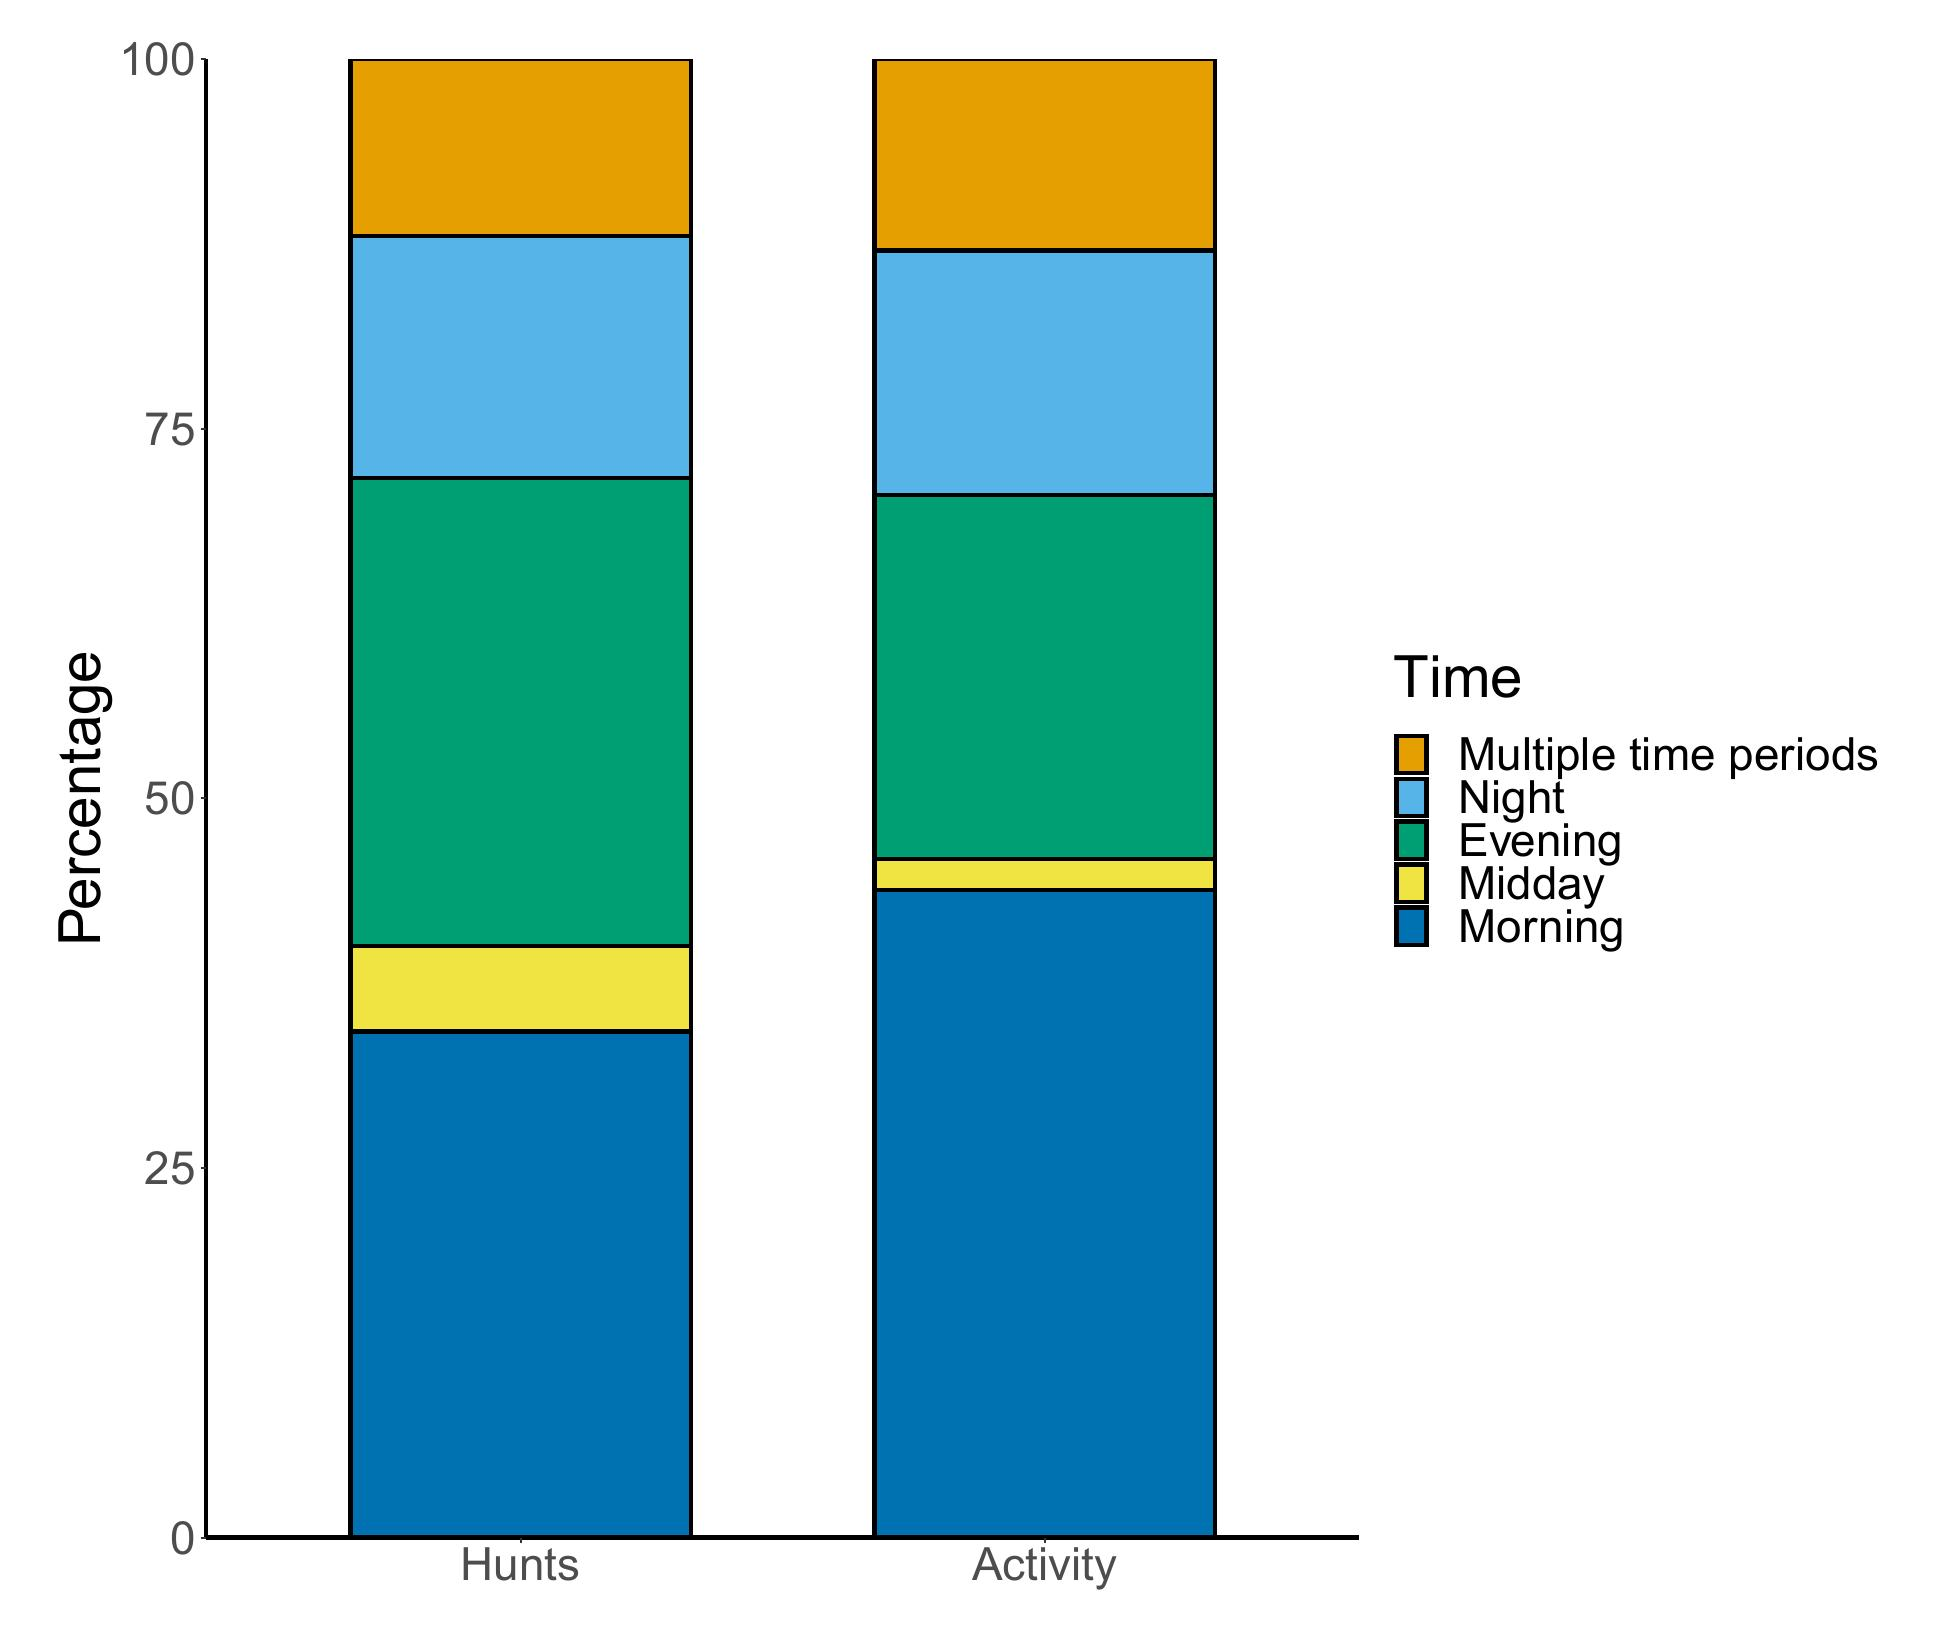 100
75
50
25
0
Percentage
Hunts
Activity
Time
Multiple time periods
Night
Evening
Midday
Morning